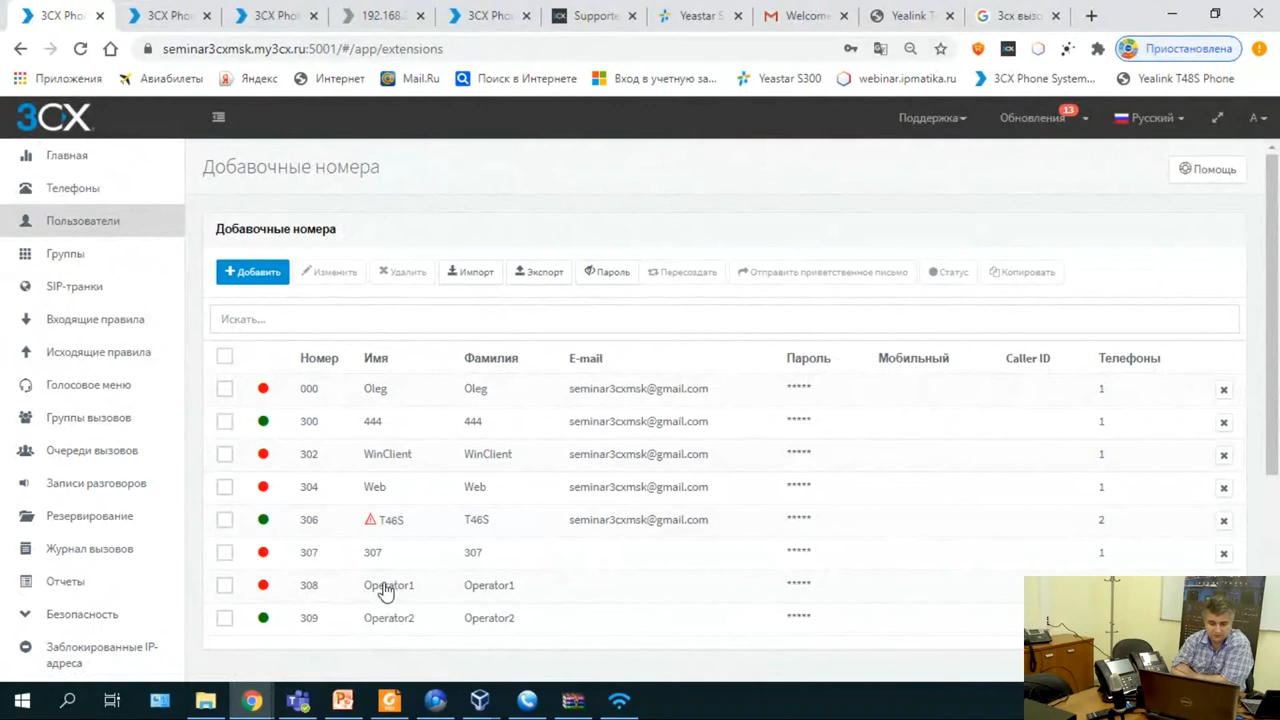 3CX Pho
3CX Phon
3CX Pho
192.168.
3CX Phon
Supporte
Yeastar S
Welcome
Yealink T
3cx вызо
seminar3cxmsk.my3cx.ru:5001/#/app/extensions
Приостановлена
Приложения
Авиабилеты
Яндекс
Интернет
Mail.Ru
Поиск в Интернете
Вход в учетную за...
Yeastar S300
webinar.ipmatika.ru
3CX Phone System...
Yealink T48S Phone
3CX
Поддержка
Обновления
13
Русский
A
Главная
Телефоны
Пользователи
Группы
SIP-транки
Входящие правила
Исходящие правила
Голосовое меню
Группы вызовов
Очереди вызовов
Записи разговоров
Резервирование
Журнал вызовов
Отчеты
Безопасность
Заблокированные IP-
адреса
Добавочные номера
Помощь
Добавочные номера
Добавить
Изменить
Удалить
Импорт
Экспорт
Пароль
Пересоздать
Отправить приветственное письмо
Статус
Копировать
Искать...
Номер Имя Фамилия E-mail Пароль Мобильный Caller ID Телефоны
000 Oleg Oleg seminar3cxmsk@gmail.com ***** 1
300 444 444 seminar3cxmsk@gmail.com ***** 1
302 WinClient WinClient seminar3cxmsk@gmail.com ***** 1
304 Web Web seminar3cxmsk@gmail.com ***** 1
306 T46S T46S seminar3cxmsk@gmail.com ***** 2
307 307 307 ***** 1
308 Operator1 Operator1 *****
309 Operator2 Operator2 *****